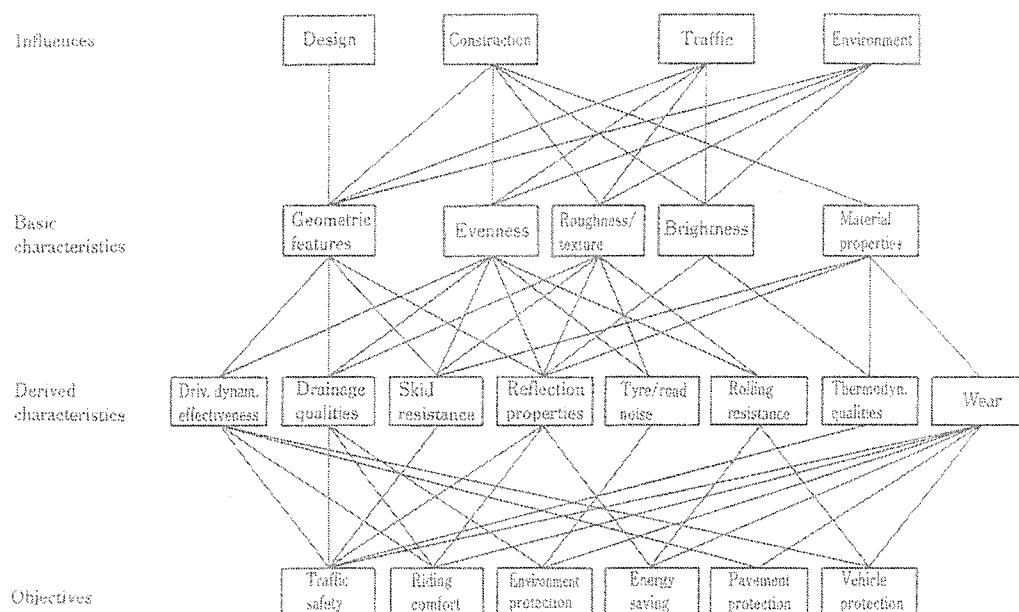 Influences
Design
Construction
Traffic
Environment
Basic
characteristics
Geometric
features
Evenness
Roughness/
texture
Brightness
Material
properties
Derived
characteristics
Driv. dynam.
effectiveness
Drainage
qualities
Skid
resistance
Reflection
properties
Tyre/road
noise
Rolling
resistance
Thermodyn.
qualities
Wear
Objectives
Traffic
safety
Riding
comfort
Environment
protection
Energy
saving
Pavement
protection
Vehicle
protection